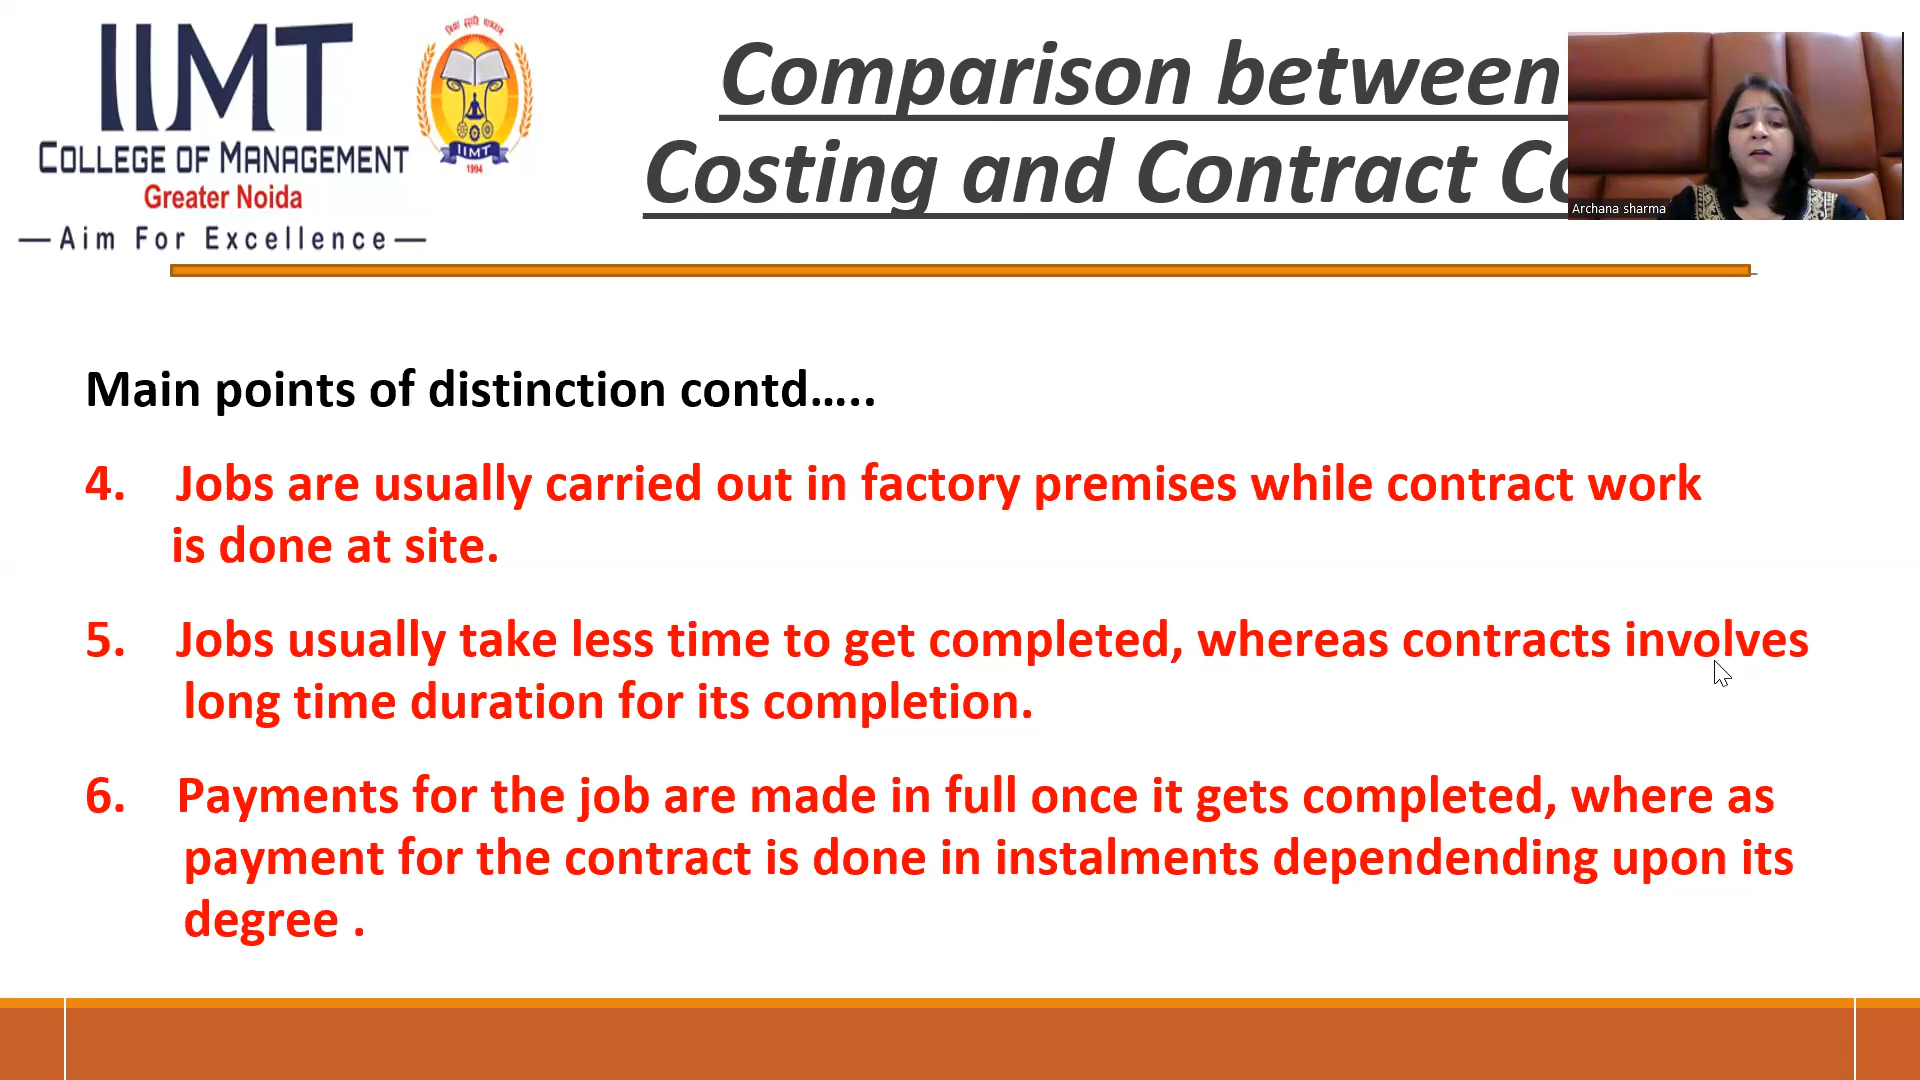 IIMT
COLLEGE OF MANAGEMENT
Greater Noida
—Aim For Excellence—
IIMT
1994
Comparison between
Costing and Contract Co
Archana sharma
Main points of distinction contd…..
4. Jobs are usually carried out in factory premises while contract work
is done at site.
5. Jobs usually take less time to get completed, whereas contracts involves
long time duration for its completion.
6. Payments for the job are made in full once it gets completed, where as
payment for the contract is done in instalments dependending upon its
degree .